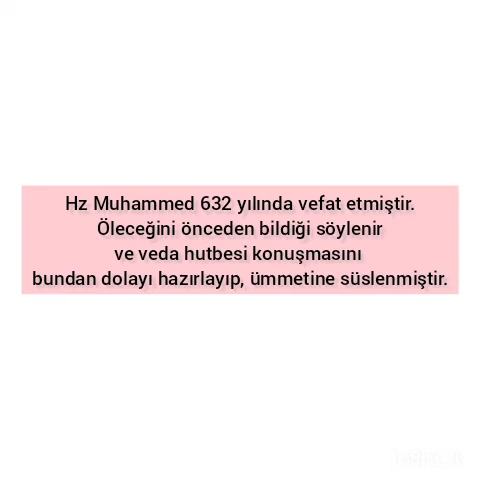 Hz Muhammed 632 yılında vefat etmiştir.
Öleceğini önceden bildiği söylenir
ve veda hutbesi konuşmasını
bundan dolayı hazırlayıp, ümmetine süslenmiştir.